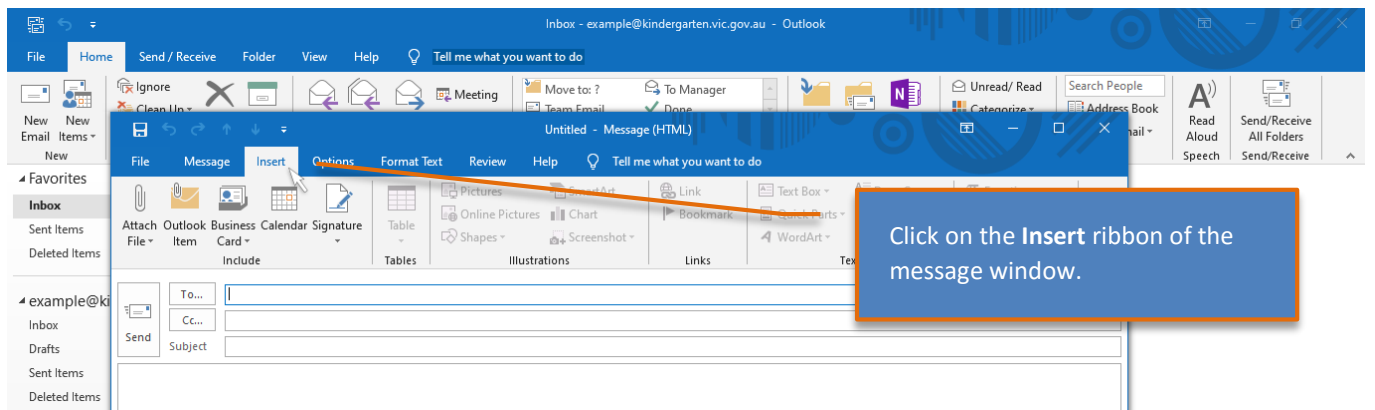 Inbox - example@kindergarten.vic.gov.au - Outlook
File Home Send / Receive Folder View Help Tell me what you want to do
Ignore Meeting Move to: ? To Manager Unread/ Read Search People
Clean Up Team Email Done Categorize Address Book
New Email New Items Read Aloud Send/Receive All Folders
New Speech Send/Receive
Untitled - Message (HTML)
File Message Insert Options Format Text Review Help Tell me what you want to do
Pictures SmartArt Link Text Box
Online Pictures Chart Bookmark Quick Parts
Shapes Screenshot WordArt
Attach File Outlook Item Business Card Calendar Signature Table
Include Tables Illustrations Links
Click on the Insert ribbon of the
message window.
Favorites
Inbox
Sent Items
Deleted Items
Inbox
Drafts
Sent Items
Deleted Items
To...
Cc...
Send
Subject